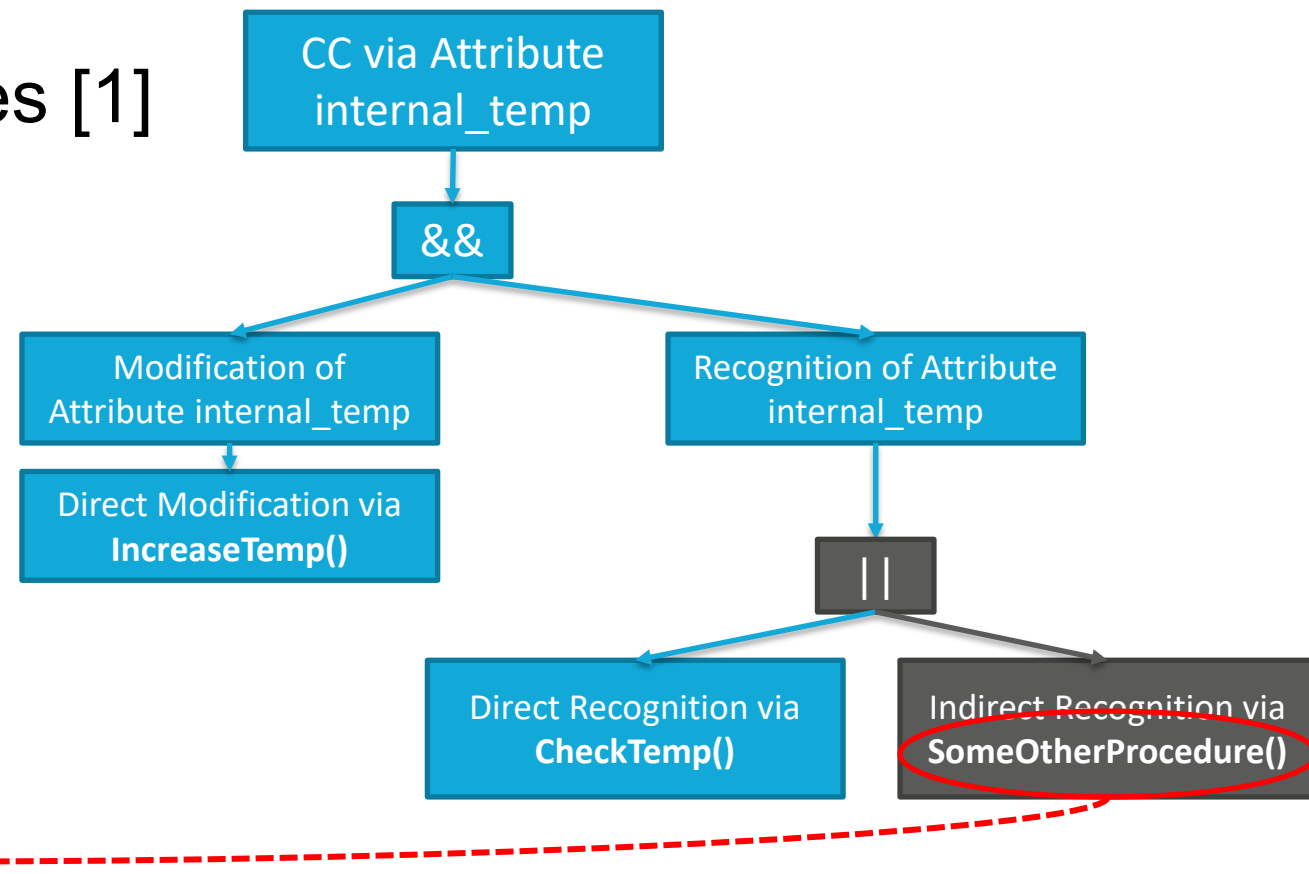 es [1]
CC via Attribute
internal_temp
&&
Modification of
Attribute internal_temp
Recognition of Attribute
internal_temp
Direct Modification via
IncreaseTemp()
||
Direct Recognition via
CheckTemp()
Indirect Recognition via
SomeOtherProcedure()